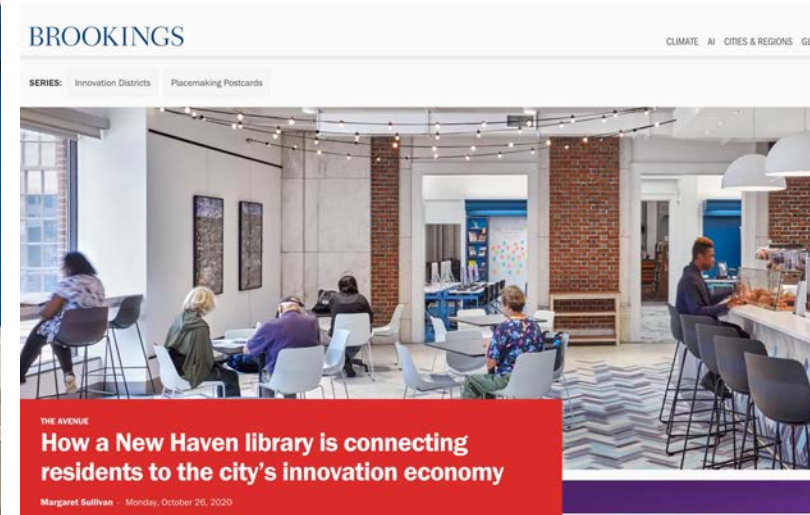 BROOKINGS
CLIMATE AI CITIES & REGIONS GL
SERIES: Innovation Districts Placemaking Postcards
THE AVENUE
How a New Haven library is connecting
residents to the city's innovation economy
Margaret Sullivan - Monday, October 26, 2020